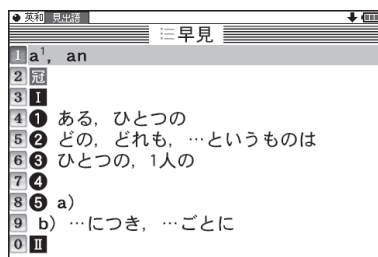 英和 見出語
早見
1 a¹, an
2 冠
3 Ⅰ
4 ❶ ある, ひとつの
5 ❷ どの, どれも, …というものは
6 ❸ ひとつの, 1人の
7 ❹
8 ❺ a)
9 b) …につき, …ごとに
0 Ⅱ